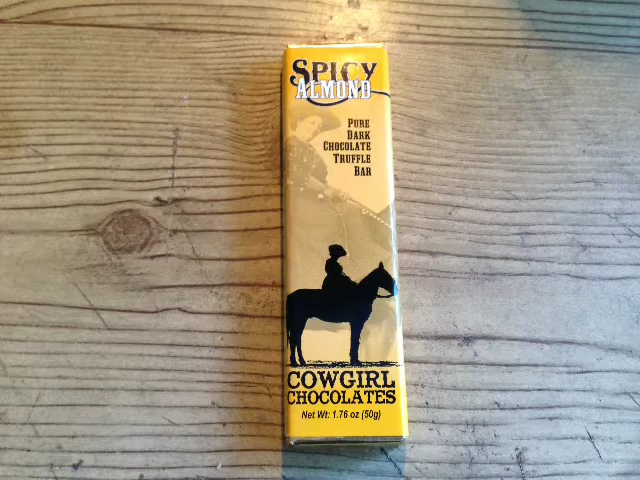 SPICY
ALMOND
PURE
DARK
CHOCOLATE
TRUFFLE
BAR
COWGIRL
CHOCOLATES
Net Wt: 1.76 oz (50g)